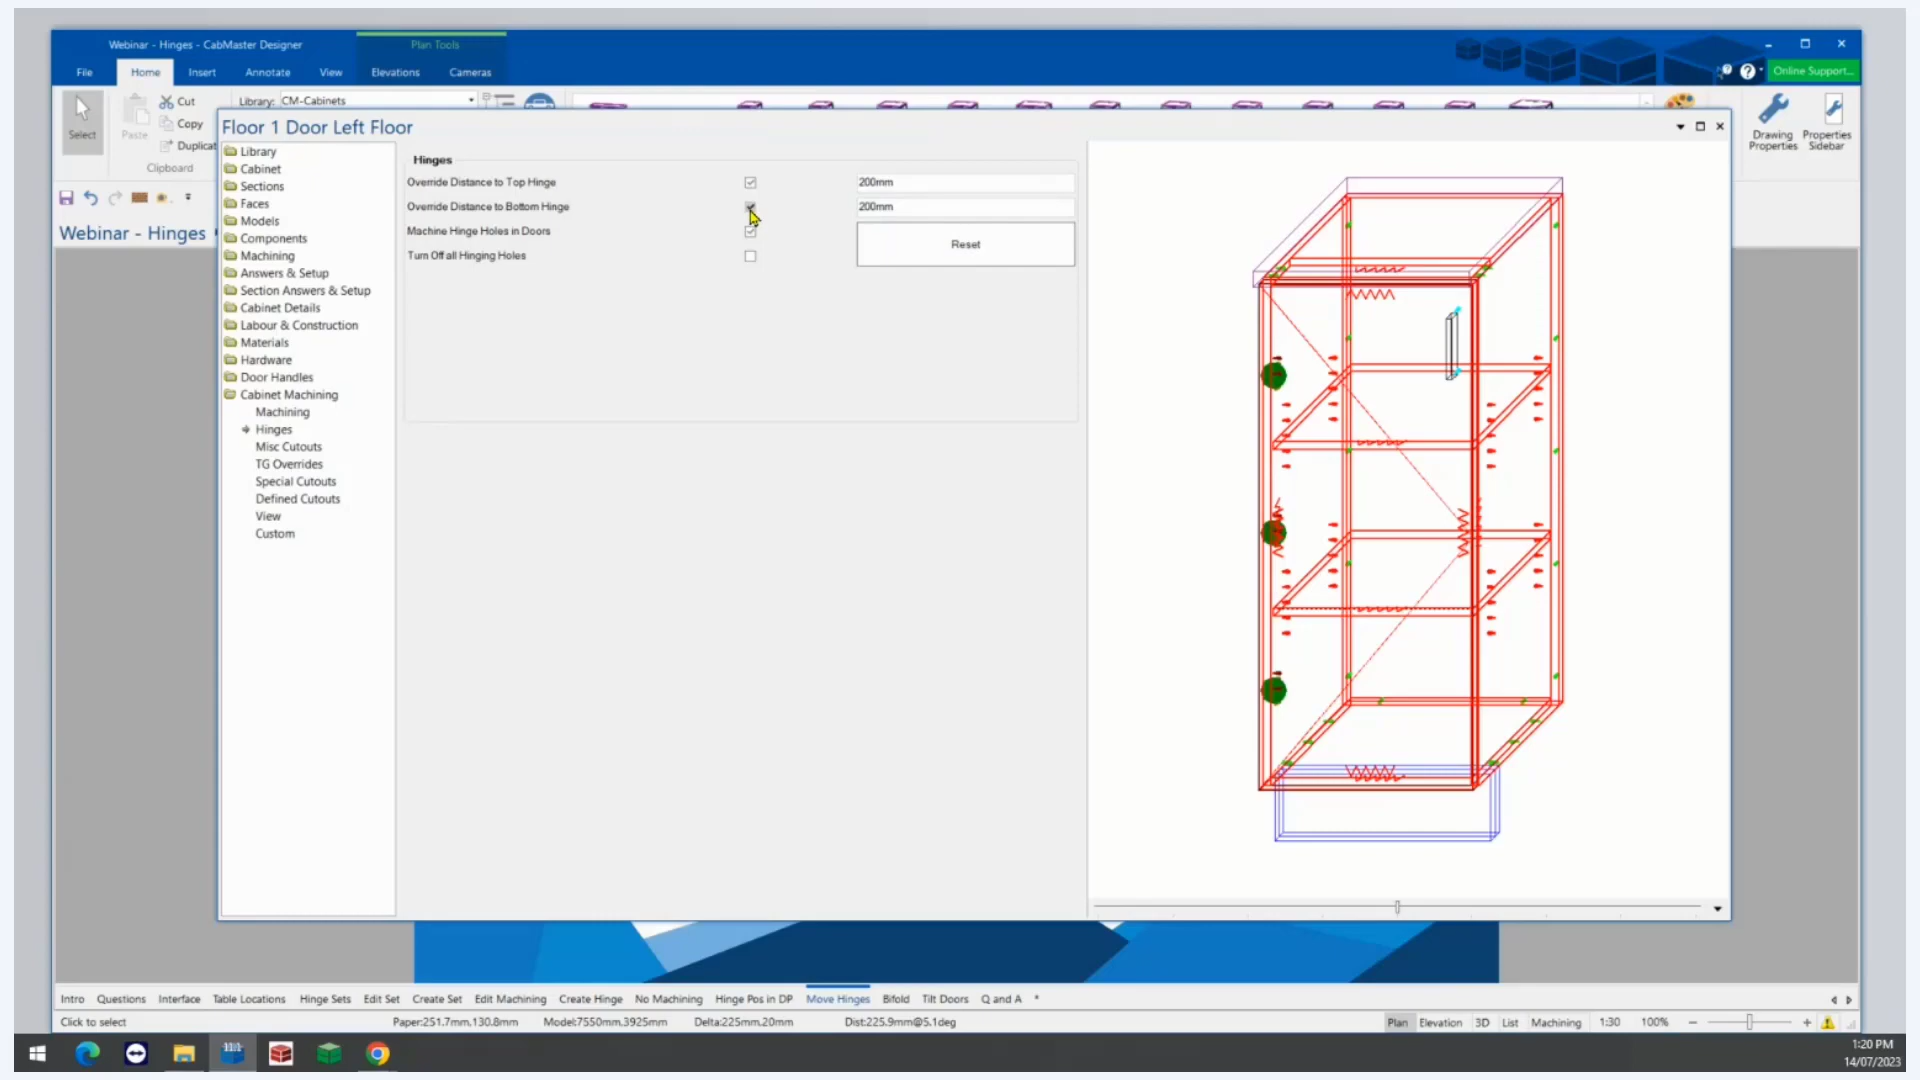 Webinar - Hinges - CabMaster Designer
Plan Tools
File
Home
Insert
Annotate
View
Elevations
Cameras
Online Support...
Select
Paste
Cut
Copy
Duplicat
Clipboard
Library:
CM-Cabinets
Drawing Properties
Properties Sidebar
Webinar - Hinges
Floor 1 Door Left Floor
Library
Cabinet
Sections
Faces
Models
Components
Machining
Answers & Setup
Section Answers & Setup
Cabinet Details
Labour & Construction
Materials
Hardware
Door Handles
Cabinet Machining
Machining
Hinges
Misc Cutouts
TG Overrides
Special Cutouts
Defined Cutouts
View
Custom
Hinges
Override Distance to Top Hinge
200mm
Override Distance to Bottom Hinge
200mm
Machine Hinge Holes in Doors
Reset
Turn Off all Hinging Holes
Intro
Questions
Interface
Table Locations
Hinge Sets
Edit Set
Create Set
Edit Machining
Create Hinge
No Machining
Hinge Pos in DP
Move Hinges
Bifold
Tilt Doors
Q and A
*
Click to select
Paper:251.7mm,130.8mm
Model:7550mm,3925mm
Delta:225mm,20mm
Dist:225.9mm@5.1deg
Plan
Elevation
3D
List
Machining
1:30
100%
1:20 PM
14/07/2023